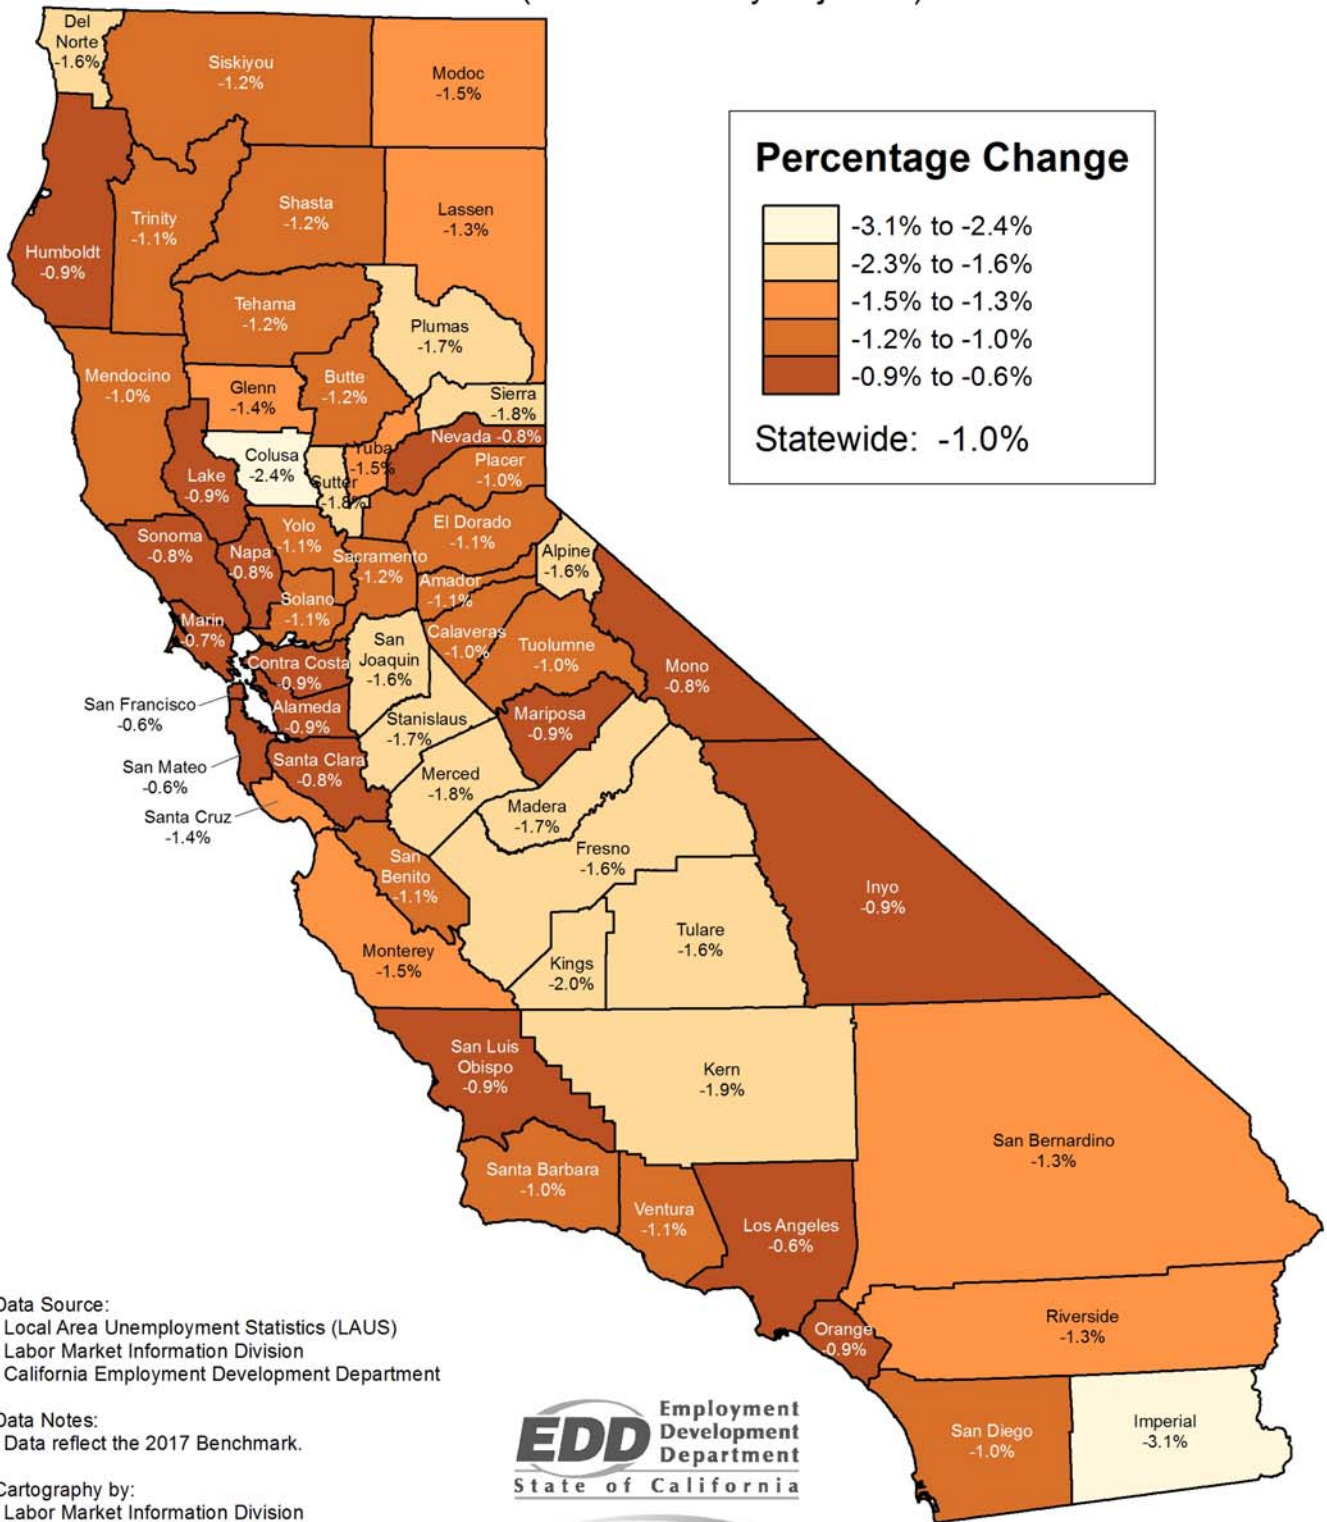 Del
Norte
-1.6%
Siskiyou
-1.2%
Modoc
-1.5%
Humboldt
-0.9%
Trinity
-1.1%
Shasta
-1.2%
Lassen
-1.3%
Tehama
-1.2%
Plumas
-1.7%
Mendocino
-1.0%
Glenn
-1.4%
Butte
-1.2%
Sierra
-1.8%
Nevada -0.8%
Placer
-1.0%
Yuba
-1.5%
Colusa
-2.4%
Sutter
-1.8%
Lake
-0.9%
Sonoma
-0.8%
Napa
-0.8%
Yolo
-1.1%
Sacramento
-1.2%
El Dorado
-1.1%
Alpine
-1.6%
Amador
-1.1%
Solano
-1.1%
Marin
-0.7%
Contra Costa
-0.9%
San
Joaquin
-1.6%
Calaveras
-1.0%
Tuolumne
-1.0%
Mono
-0.8%
San Francisco
-0.6%
Alameda
-0.9%
Stanislaus
-1.7%
Mariposa
-0.9%
San Mateo
-0.6%
Santa Clara
-0.8%
Merced
-1.8%
Madera
-1.7%
Santa Cruz
-1.4%
San
Benito
-1.1%
Fresno
-1.6%
Inyo
-0.9%
Monterey
-1.5%
Kings
-2.0%
Tulare
-1.6%
San Luis
Obispo
-0.9%
Kern
-1.9%
San Bernardino
-1.3%
Santa Barbara
-1.0%
Ventura
-1.1%
Los Angeles
-0.6%
Orange
-0.9%
Riverside
-1.3%
San Diego
-1.0%
Imperial
-3.1%
Percentage Change
-3.1% to -2.4%
-2.3% to -1.6%
-1.5% to -1.3%
-1.2% to -1.0%
-0.9% to -0.6%
Statewide: -1.0%
Data Source:
Local Area Unemployment Statistics (LAUS)
Labor Market Information Division
California Employment Development Department
Data Notes:
Data reflect the 2017 Benchmark.
Cartography by:
Labor Market Information Division
EDD Employment
Development
Department
State of California